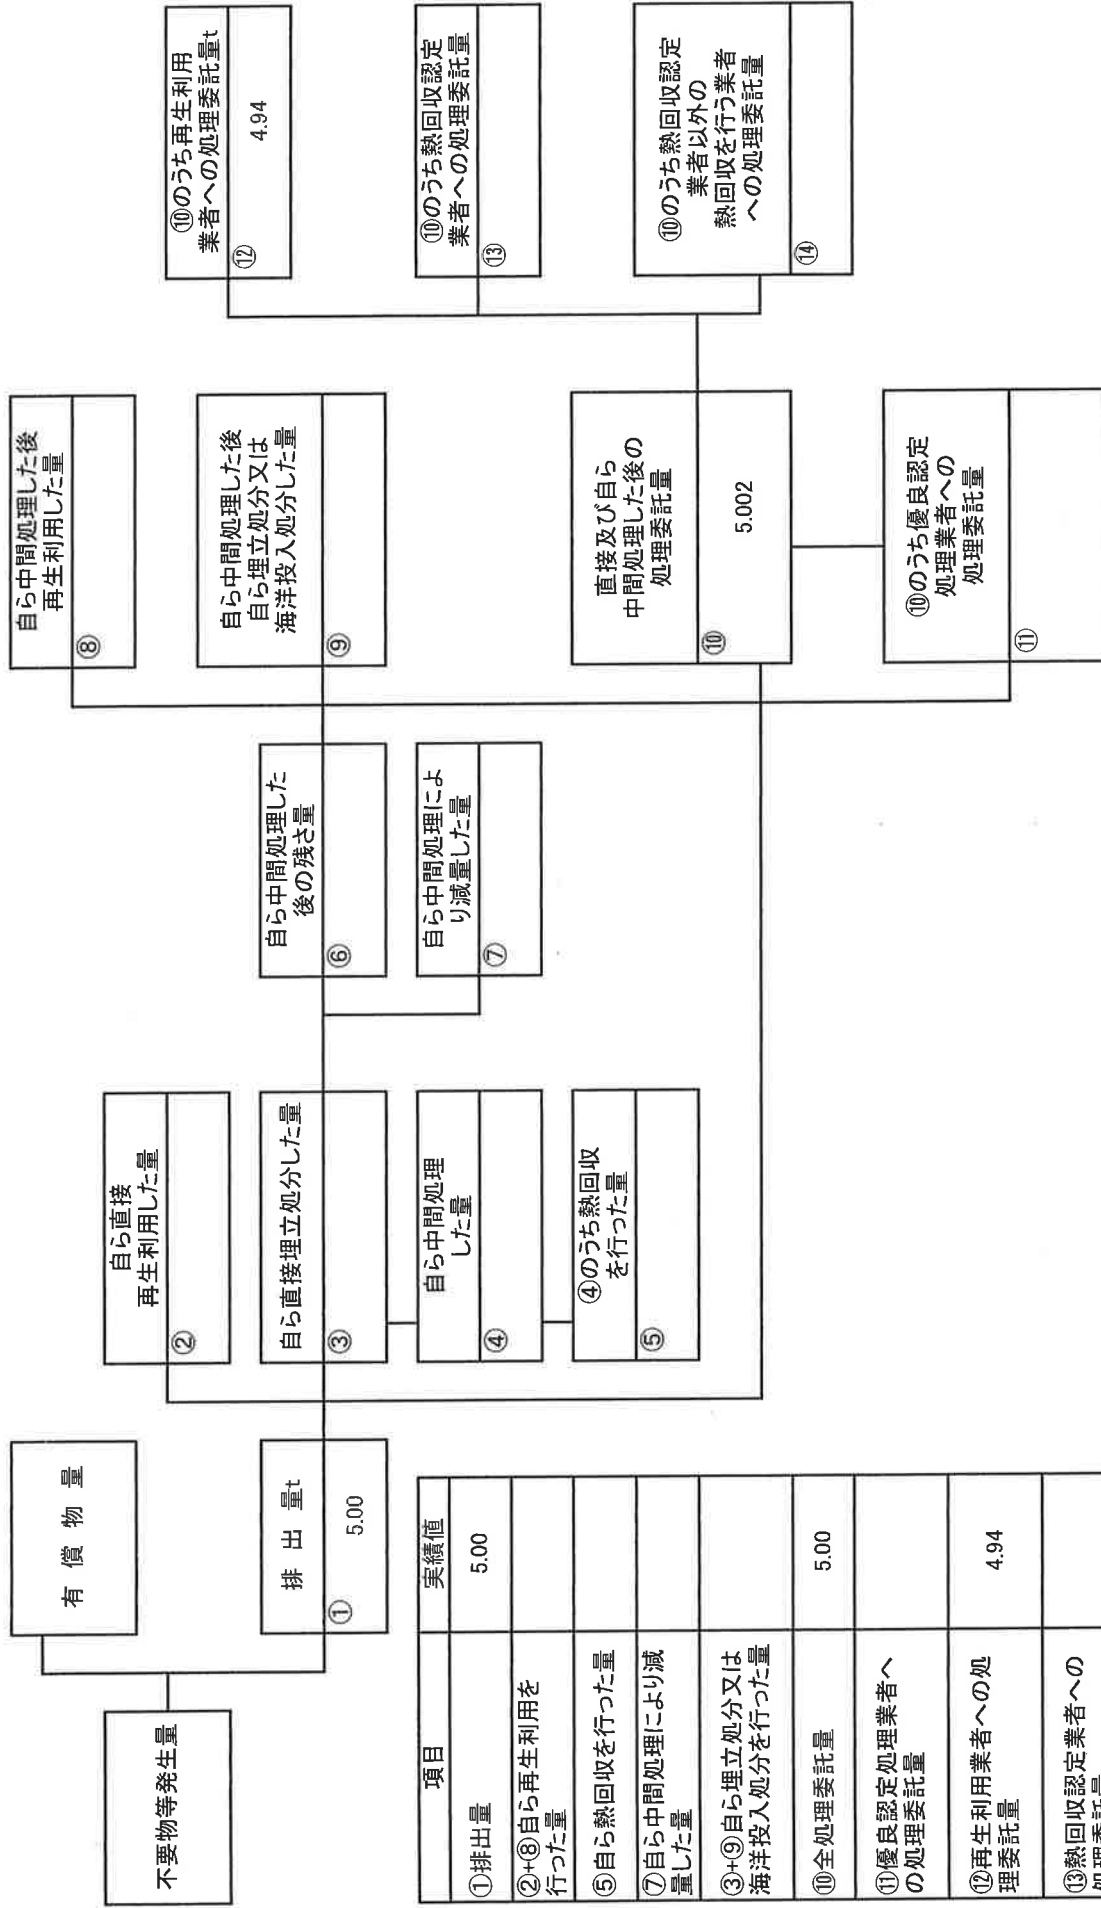 不要物等発生量
有償物量
排出量t
①
5.00
自ら直接
再生利用した量
②
自ら直接埋立処分した量
③
自ら中間処理
した量
④
④のうち熱回収
を行った量
⑤
自ら中間処理した
後の残さ量
⑥
自ら中間処理によ
り減量した量
⑦
自ら中間処理した後
再生利用した量
⑧
自ら中間処理した後
自ら埋立処分又は
海洋投入処分した量
⑨
直接及び自ら
中間処理した後の
処理委託量
⑩
5.002
⑩のうち優良認定
処理業者への
処理委託量
⑪
⑩のうち再生利用
業者への処理委託量t
⑫
4.94
⑩のうち熱回収認定
業者への処理委託量
⑬
⑩のうち熱回収認定
業者以外の
熱回収を行う業者
への処理委託量
⑭
項目 実績値
①排出量 5.00
②+⑧自ら再生利用を
行った量
⑤自ら熱回収を行った量
⑦自ら中間処理により減
量した量
③+⑨自ら埋立処分又は
海洋投入処分を行った量
⑩全処理委託量 5.00
⑪優良認定処理業者へ
の処理委託量
⑫再生利用業者への処
理委託量 4.94
⑬熱回収認定業者への
処理委託量